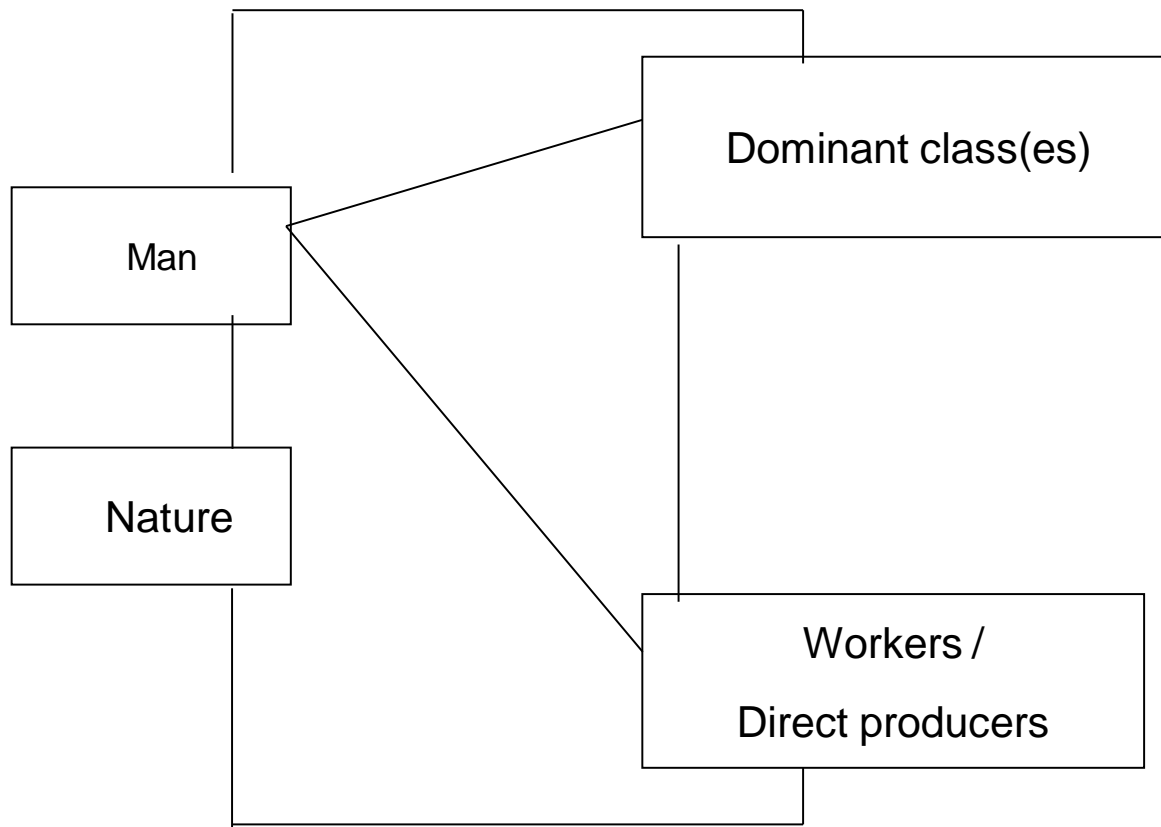 Dominant class(es)
Man
Nature
Workers /
Direct producers